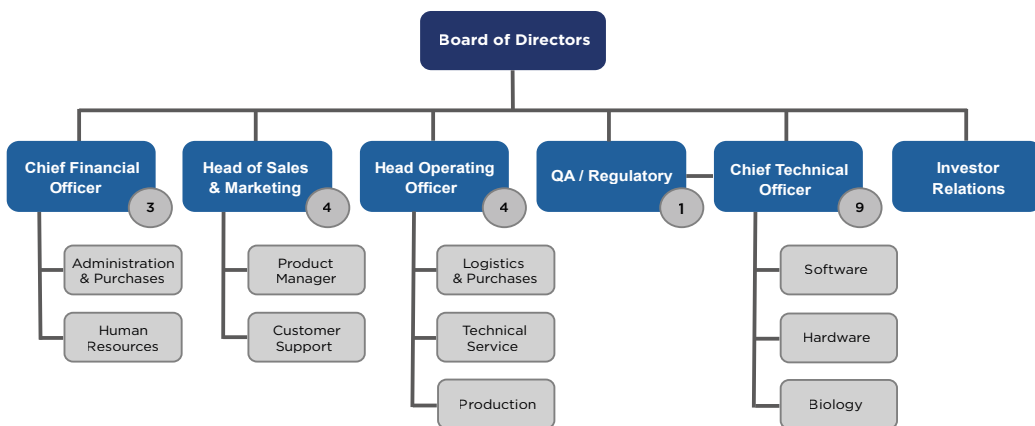 Board of Directors
Chief Financial
Officer
3
Head of Sales
& Marketing
4
Head Operating
Officer
4
QA / Regulatory
1
Chief Technical
Officer
9
Investor
Relations
Administration
& Purchases
Human
Resources
Product
Manager
Customer
Support
Logistics
& Purchases
Technical
Service
Production
Software
Hardware
Biology